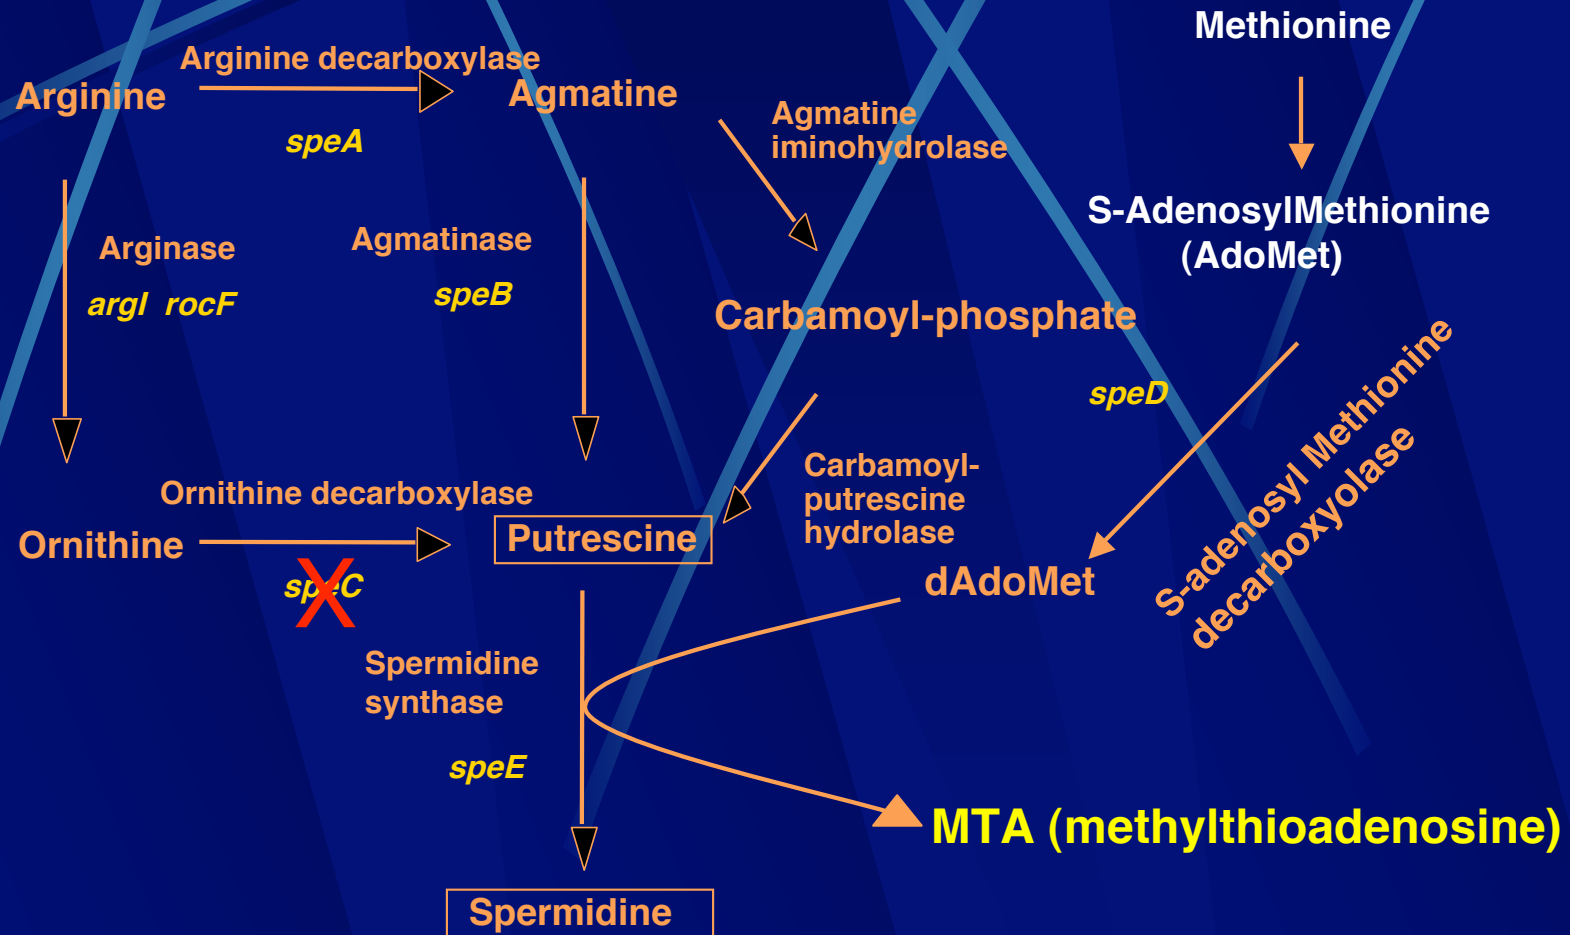 Methionine
Arginine decarboxylase
Arginine
Agmatine
speA
Agmatine
iminohydrolase
S-AdenosylMethionine
(AdoMet)
Arginase
argI rocF
Agmatinase
speB
Carbamoyl-phosphate
speD
S-adenosyl Methionine
decarboxyolase
Carbamoyl-
putrescine
hydrolase
Ornithine decarboxylase
Ornithine
Putrescine
speC
X
dAdoMet
Spermidine
synthase
speE
MTA (methylthioadenosine)
Spermidine